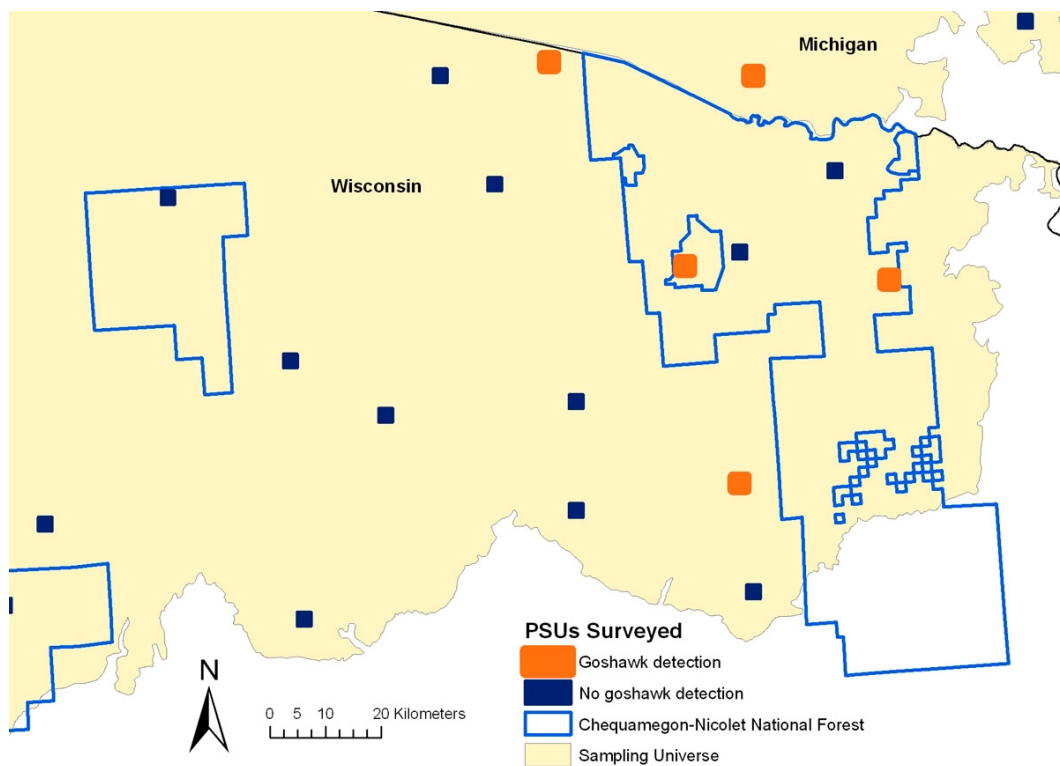 Michigan
Wisconsin
PSUs Surveyed
Goshawk detection
No goshawk detection
Chequamegon-Nicolet National Forest
Sampling Universe
N
0 5 10 20 Kilometers